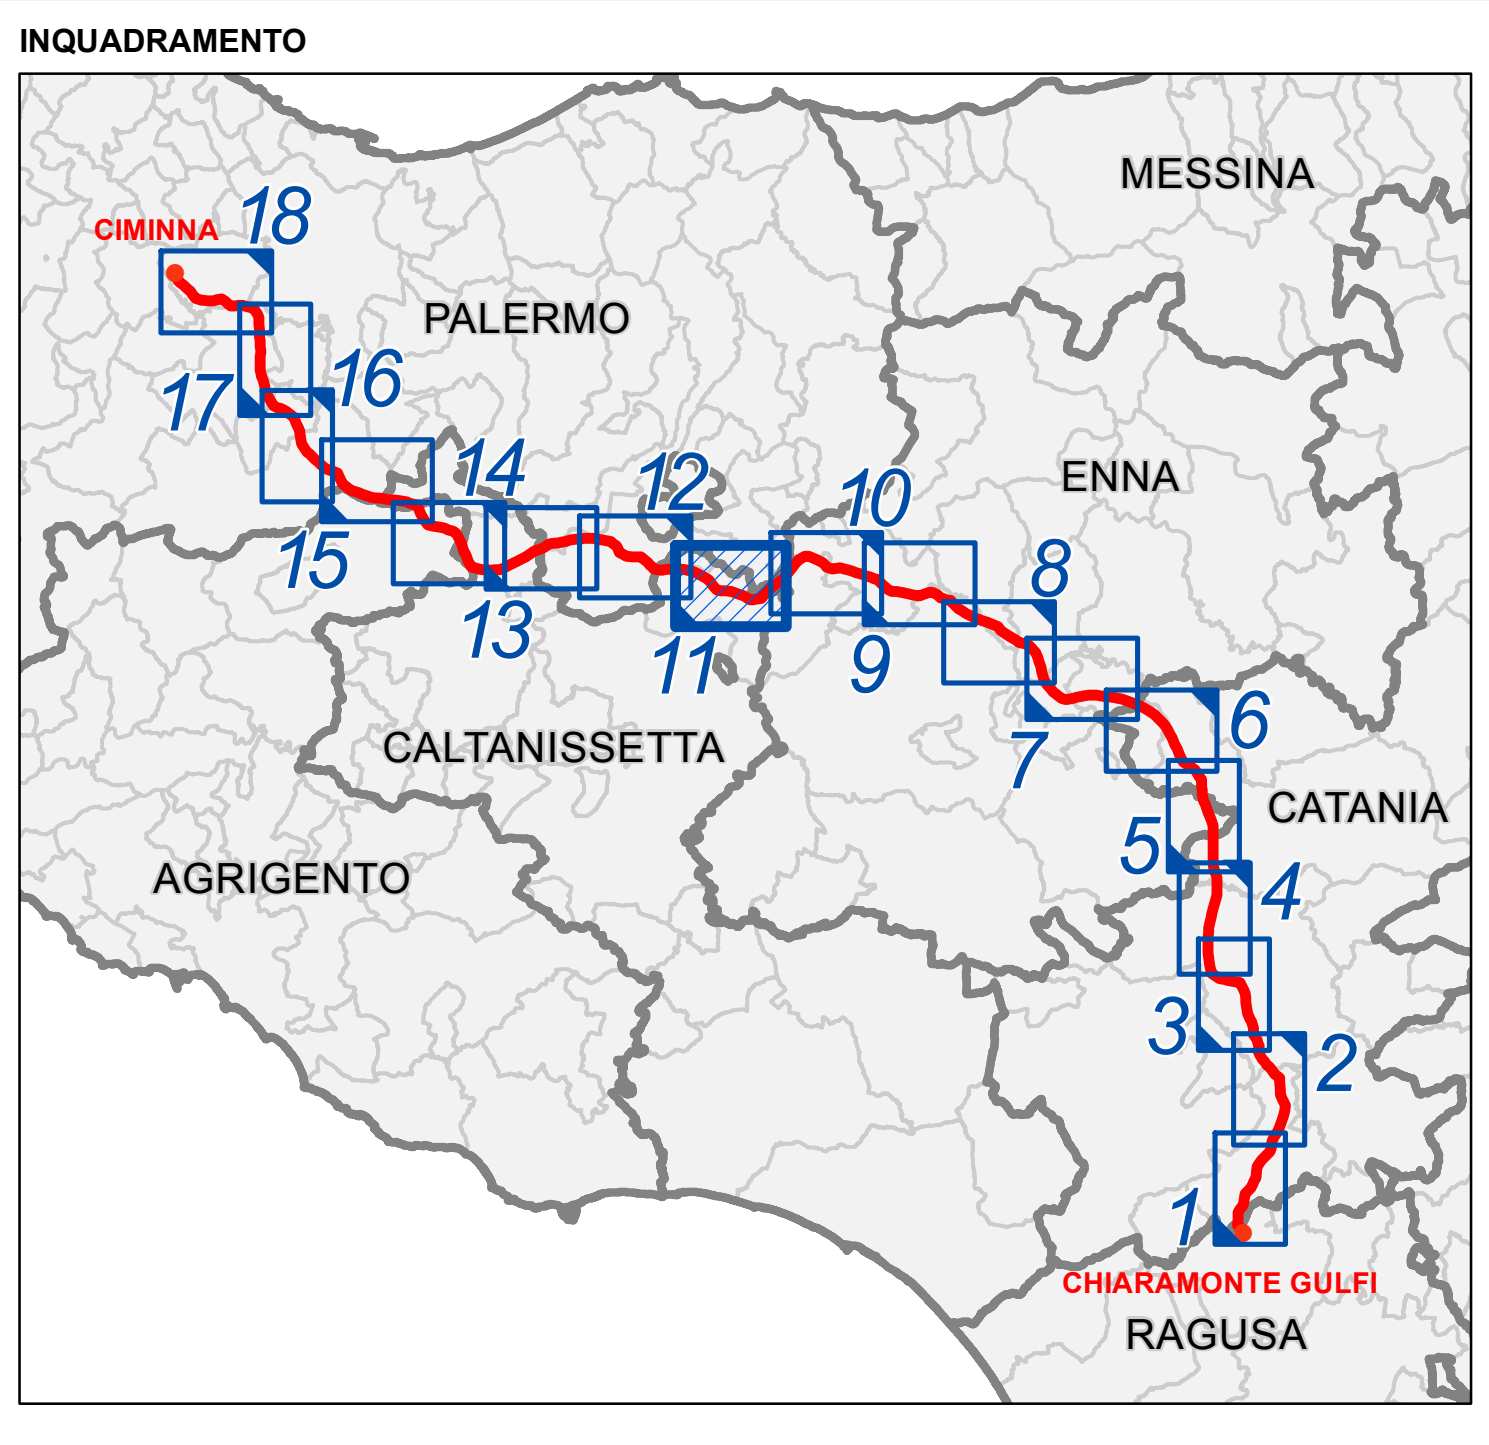 INQUADRAMENTO
MESSINA
18
CIMINNA
PALERMO
16
17
14
12
10
ENNA
15
8
13
11
9
6
CALTANISSETTA
7
CATANIA
5
AGRIGENTO
4
3
2
1
CHIARAMONTE GULFI
RAGUSA